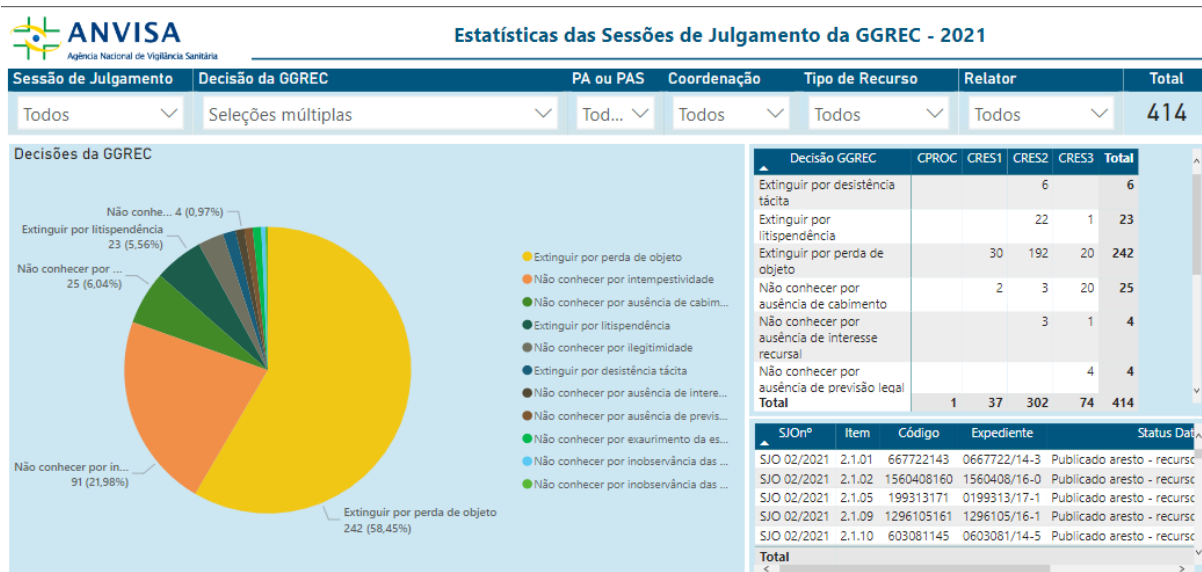 ANVISA
Agência Nacional de Vigilância Sanitária
Estatísticas das Sessões de Julgamento da GGREC - 2021
Sessão de Julgamento Decisão da GGREC PA ou PAS Coordenação Tipo de Recurso Relator Total
Todos Seleções múltiplas Tod... Todos Todos Todos 414
Decisões da GGREC
Não conhe... 4 (0,97%)
Extinguir por litispendência
23 (5,56%)
Não conhecer por ...
25 (6,04%)
Não conhecer por in...
91 (21,98%)
Extinguir por perda de objeto
242 (58,45%)
Extinguir por perda de objeto
Não conhecer por intempestividade
Não conhecer por ausência de cabim...
Extinguir por litispendência
Não conhecer por ilegitimidade
Extinguir por desistência tácita
Não conhecer por ausência de intere...
Não conhecer por ausência de previs...
Não conhecer por exaurimento da es...
Não conhecer por inobservância das ...
Não conhecer por inobservância das ...
Decisão GGREC CPROC CRES1 CRES2 CRES3 Total
Extinguir por desistência 6 6
tácita
Extinguir por 22 1 23
litispendência
Extinguir por perda de 30 192 20 242
objeto
Não conhecer por 2 3 20 25
ausência de cabimento
Não conhecer por 3 1 4
ausência de interesse
recursal
Não conhecer por 4 4
ausência de previsão legal
Total 1 37 302 74 414
SJOnº Item Código Expediente Status Dat
SJO 02/2021 2.1.01 667722143 0667722/14-3 Publicado aresto - recurso
SJO 02/2021 2.1.02 1560408160 1560408/16-0 Publicado aresto - recurso
SJO 02/2021 2.1.05 199313171 0199313/17-1 Publicado aresto - recurso
SJO 02/2021 2.1.09 1296105161 1296105/16-1 Publicado aresto - recurso
SJO 02/2021 2.1.10 603081145 0603081/14-5 Publicado aresto - recurso
Total